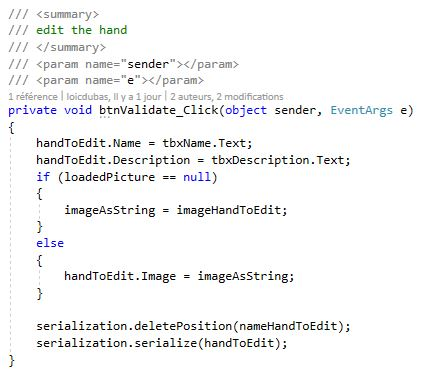 /// <summary>
/// edit the hand
/// </summary>
/// <param name="sender"></param>
/// <param name="e"></param>
1 référence | loicdubas, Il y a 1 jour | 2 auteurs, 2 modifications
private void btnValidate_Click(object sender, EventArgs e)
{
    handToEdit.Name = tbxName.Text;
    handToEdit.Description = tbxDescription.Text;
    if (loadedPicture == null)
    {
        imageAsString = imageHandToEdit;
    }
    else
    {
        handToEdit.Image = imageAsString;
    }

    serialization.deletePosition(nameHandToEdit);
    serialization.serialize(handToEdit);
}